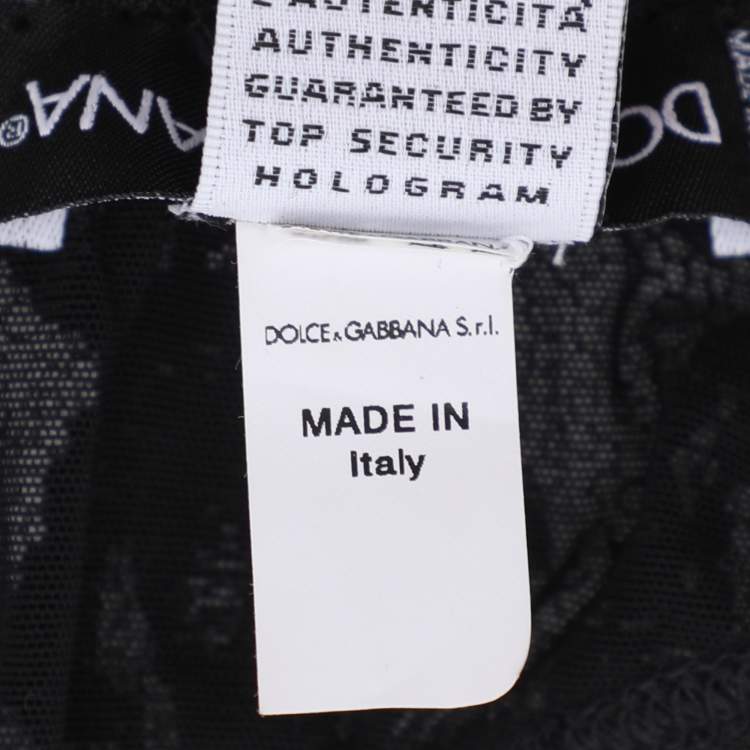 AUTENTICITÀ
AUTHENTICITY
GUARANTEED BY
TOP SECURITY
HOLOGRAM
DOLCE & GABBANA S.r.l.
MADE IN
Italy